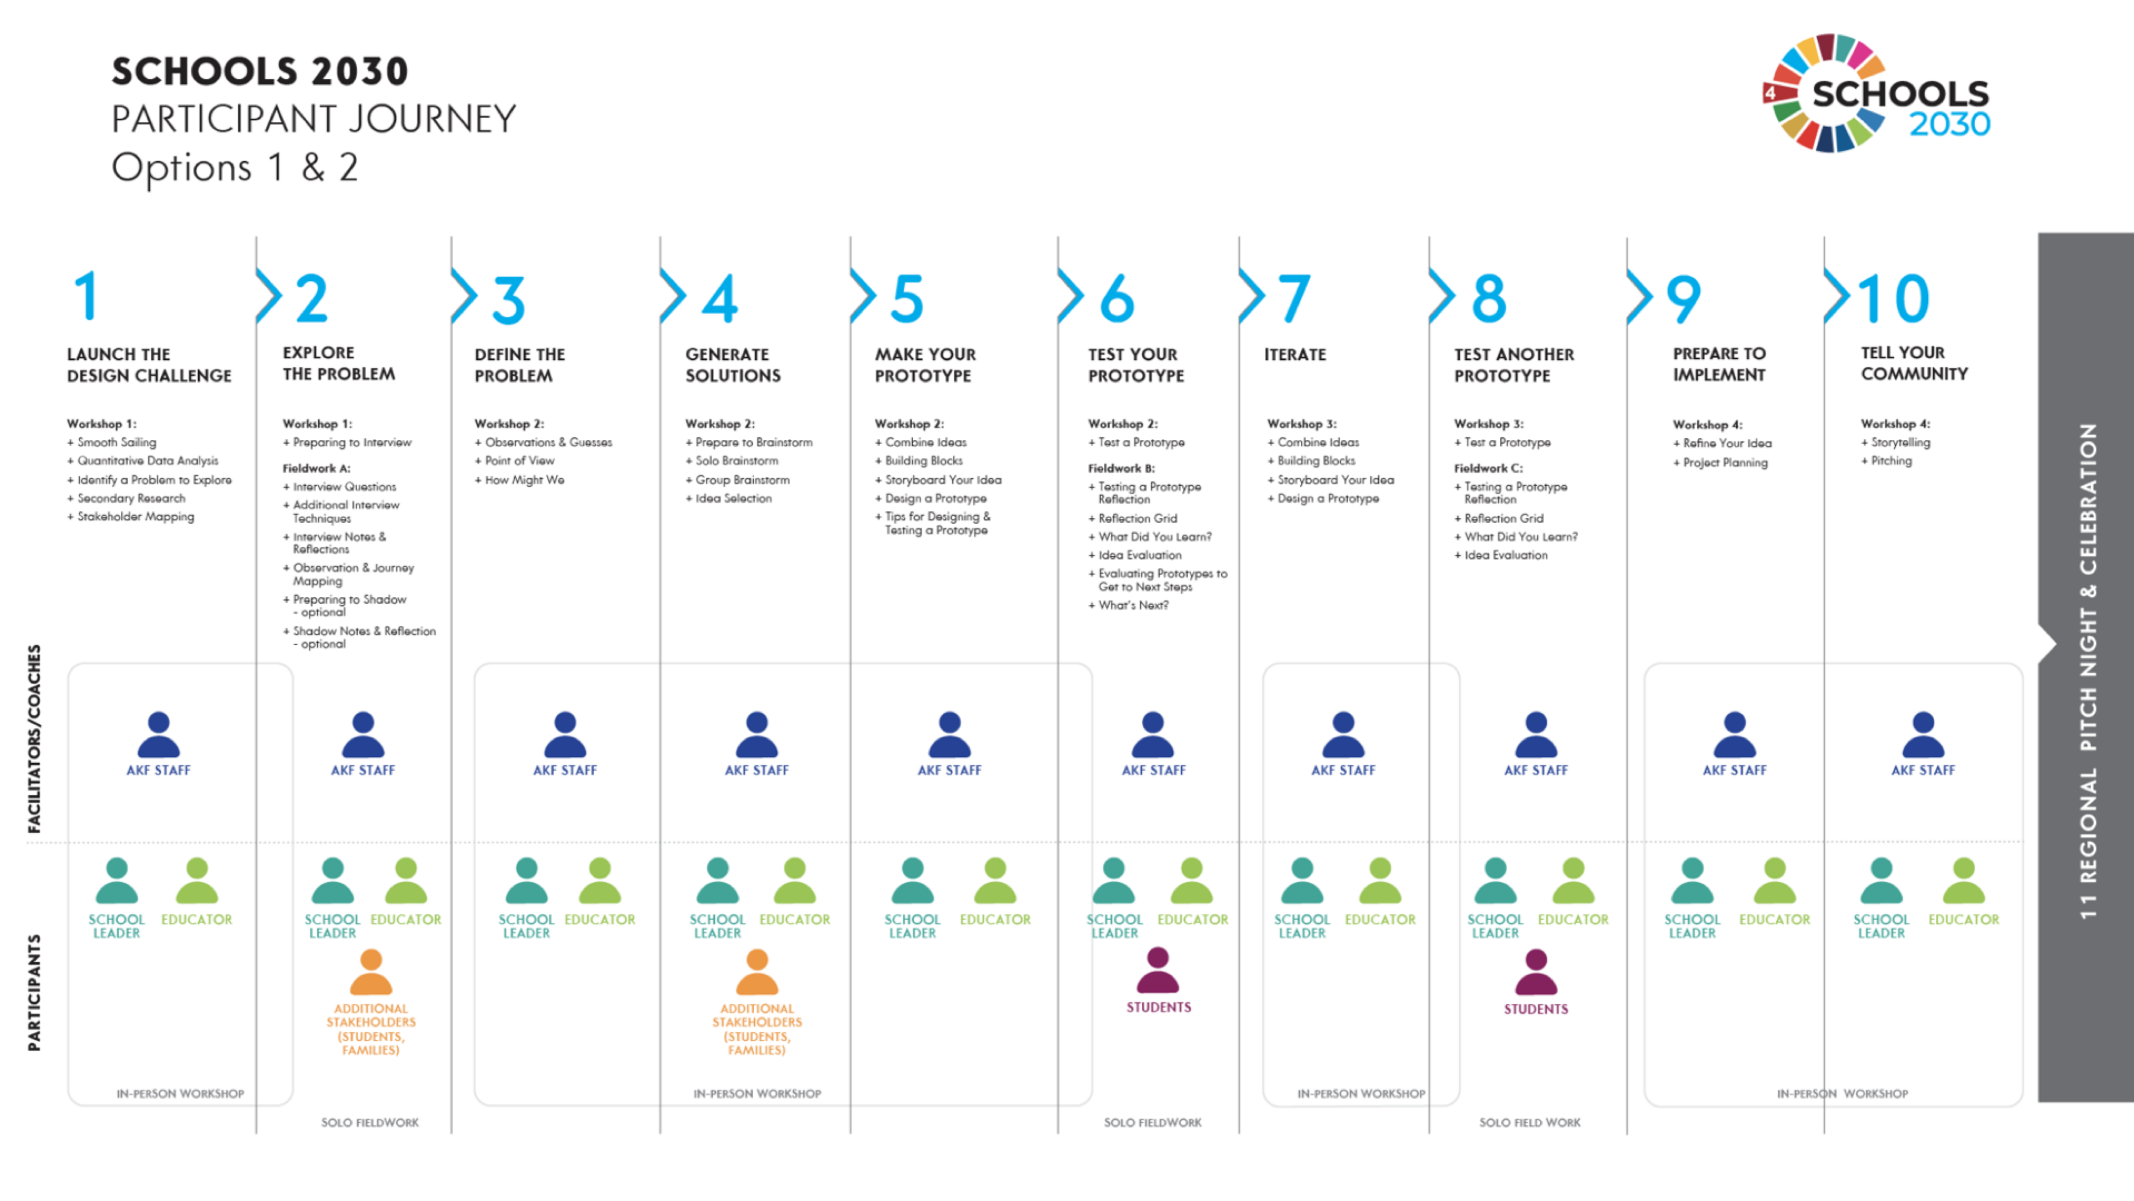 SCHOOLS 2030
PARTICIPANT JOURNEY
Options 1 & 2
4
SCHOOLS
2030
1
LAUNCH THE
DESIGN CHALLENGE
Workshop 1:
+ Smooth Sailing
+ Quantitative Data Analysis
+ Identify a Problem to Explore
+ Secondary Research
+ Stakeholder Mapping
2
EXPLORE
THE PROBLEM
Workshop 1:
+ Preparing to Interview
Fieldwork A:
+ Interview Questions
+ Additional Interview
Techniques
+ Interview Notes &
Reflections
+ Observation & Journey
Mapping
+ Preparing to Shadow
- optional
+ Shadow Notes & Reflection
- optional
3
DEFINE THE
PROBLEM
Workshop 2:
+ Observations & Guesses
+ Point of View
+ How Might We
4
GENERATE
SOLUTIONS
Workshop 2:
+ Prepare to Brainstorm
+ Solo Brainstorm
+ Group Brainstorm
+ Idea Selection
5
MAKE YOUR
PROTOTYPE
Workshop 2:
+ Combine Ideas
+ Building Blocks
+ Storyboard Your Idea
+ Design a Prototype
+ Tips for Designing &
Testing a Prototype
6
TEST YOUR
PROTOTYPE
Workshop 2:
+ Test a Prototype
Fieldwork B:
+ Testing a Prototype
Reflection
+ Reflection Grid
+ What Did You Learn?
+ Idea Evaluation
+ Evaluating Prototypes to
Get to Next Steps
+ What's Next?
7
ITERATE
Workshop 3:
+ Combine Ideas
+ Building Blocks
+ Storyboard Your Idea
+ Design a Prototype
8
TEST ANOTHER
PROTOTYPE
Workshop 3:
+ Test a Prototype
Fieldwork C:
+ Testing a Prototype
Reflection
+ Reflection Grid
+ What Did You Learn?
+ Idea Evaluation
9
PREPARE TO
IMPLEMENT
Workshop 4:
+ Refine Your Idea
+ Project Planning
10
TELL YOUR
COMMUNITY
Workshop 4:
+ Storytelling
+ Pitching
11 REGIONAL PITCH NIGHT & CELEBRATION
FACILITATORS/COACHES
AKF STAFF
AKF STAFF
AKF STAFF
AKF STAFF
AKF STAFF
AKF STAFF
AKF STAFF
AKF STAFF
AKF STAFF
AKF STAFF
PARTICIPANTS
SCHOOL
LEADER
EDUCATOR
IN-PERSON WORKSHOP
SCHOOL
LEADER
EDUCATOR
ADDITIONAL
STAKEHOLDERS
(STUDENTS,
FAMILIES)
SOLO FIELDWORK
SCHOOL
LEADER
EDUCATOR
SCHOOL
LEADER
EDUCATOR
ADDITIONAL
STAKEHOLDERS
(STUDENTS,
FAMILIES)
IN-PERSON WORKSHOP
SCHOOL
LEADER
EDUCATOR
SCHOOL
LEADER
EDUCATOR
STUDENTS
SOLO FIELDWORK
SCHOOL
LEADER
EDUCATOR
IN-PERSON WORKSHOP
SCHOOL
LEADER
EDUCATOR
STUDENTS
SOLO FIELD WORK
SCHOOL
LEADER
EDUCATOR
SCHOOL
LEADER
EDUCATOR
IN-PERSON WORKSHOP